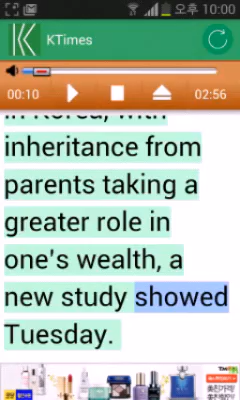 오후 10:00
KTimes
00:10
02:56
in Korea, with
inheritance from
parents taking a
greater role in
one's wealth, a
new study showed
Tuesday.